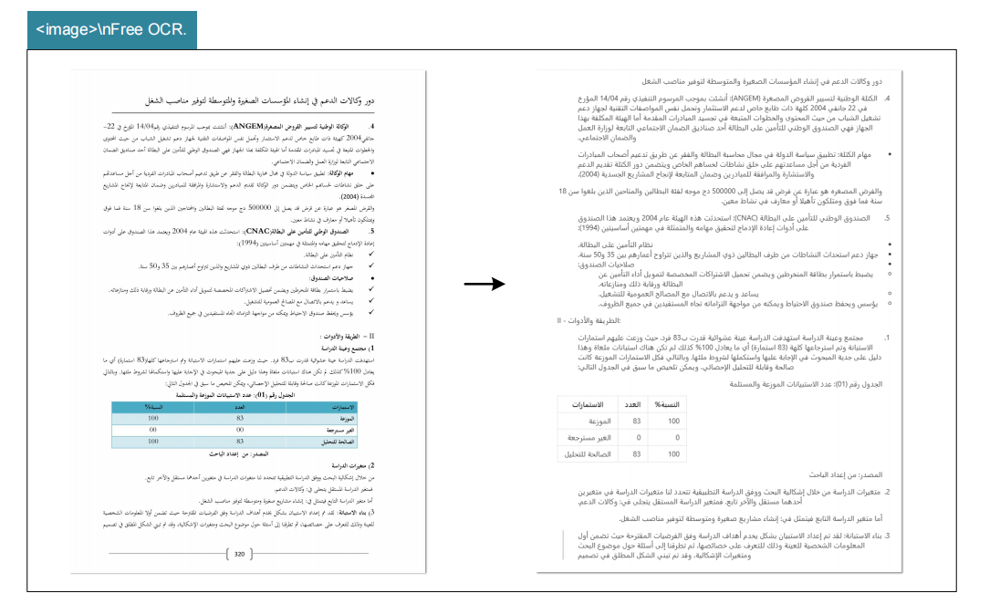 <image>\nFree OCR.
دور وكالات الدعم في إنشاء المؤسسات الصغيرة والمتوسطة لتوفير مناصب الشغل
4. الوكالة الوطنية لتسيير القروض المصغرة(ANGEM): أنشئت بموجب المرسوم التنفيذي رقم14/04 المؤرخ في 22–
جانفي2004 كهيئة ذات طابع خاص لدعم الاستثمار وتحمل نفس المواصفات التقنية لجهاز دعم تشغيل الشباب من حيث المحتوى
والخطوات المتبعة في تجسيد المبادرات المقدمة أما الهيئة المكلفة بهذا الجهاز فهي الصندوق الوطني للتأمين على البطالة أحد صناديق الضمان
الاجتماعي التابعة لوزارة العمل والضمان الاجتماعي.
• مهام الوكالة: تطبيق سياسة الدولة في مجال محاربة البطالة والفقر عن طريق تدعيم أصحاب المبادرات الفردية من أجل مساعدتهم
على خلق نشاطات لحسابهم الخاص ويتضمن دور الوكالة تقديم الدعم والاستشارة والمرافقة للمبادرين وضمان المتابعة لإنجاح المشاريع
المجسدة (2004).
والقرض المصغر هو عبارة عن قرض قد يصل إلى 500000 دج موجه لفئة البطالين والمحتاجين الذين بلغوا سن 18 سنة فما فوق
ويمتلكون تأهيلا أو معارف في نشاط معين.
5. الصندوق الوطني للتأمين على البطالة(CNAC): استحدثت هذه الهيئة عام 2004 ويعتمد هذا الصندوق على أدوات
إعادة الإدماج لتحقيق مهامه والمتمثلة في مهمتين أساسيتين (1994):
✓ نظام التأمين على البطالة.
✓ جهاز دعم استحداث النشاطات من طرف البطالين ذوي المشاريع والذين تتراوح أعمارهم بين 35 و50 سنة.
• صلاحيات الصندوق:
✓ يضبط باستمرار بطاقة المنخرطين ويضمن تحصيل الاشتراكات المخصصة لتمويل أداء التأمين عن البطالة ورقابة ذلك ومنازعاته.
✓ يساعد و يدعم بالاتصال مع المصالح العمومية للتشغيل.
✓ يؤسس ويحفظ صندوق الاحتياط ويمكنه من مواجهة التزاماته تجاه المستفيدين في جميع الظروف.
II – الطريقة والأدوات :
1) مجتمع وعينة الدراسة
استهدفت الدراسة عينة عشوائية قدرت ب83 فرد. حيث وزعت عليهم استمارات الاستبيانة وتم استرجاعها كلها(83 استمارة) أي ما
يعادل 100% كذلك لم تكن هناك استبيانات ملغاة وهذا دليل على جدية المبحوث في الإجابة عليها واستكمالها لشروط ملئها. وبالتالي
فكل الاستمارات الموزعة كانت صالحة وقابلة للتحليل الإحصائي، ويمكن تلخيص ما سبق في الجدول التالي:
الجدول رقم (01): عدد الاستبيانات الموزعة والمستلمة
الاستمارات العدد النسبة%
الموزعة 83 100
الغير مسترجعة 00 00
الصالحة للتحليل 83 100
المصدر: من إعداد الباحث
2) متغيرات الدراسة
من خلال إشكالية البحث ووفق الدراسة التطبيقية تتحدد لنا متغيرات الدراسة في متغيرين أحدهما مستقل والآخر تابع.
فمتغير الدراسة المستقل يتجلى في: وكالات الدعم.
أما متغير الدراسة التابع فيتمثل في: إنشاء مشاريع صغيرة ومتوسطة لتوفير مناصب الشغل.
3) بناء الاستبانة: لقد تم إعداد الاستبيان بشكل يخدم أهداف الدراسة وفق الفرضيات المقترحة حيث تضمن أولا المعلومات الشخصية
للعينة وذلك للتعرف على خصائصها، ثم تطرقنا إلى أسئلة حول موضوع البحث ومتغيرات الإشكالية، وقد تم تبني الشكل المطلق في تصميم
320
دور وكالات الدعم في إنشاء المؤسسات الصغيرة والمتوسطة لتوفير مناصب الشغل
4. الكتلة الوطنية لتسيير القروض المصغرة (ANGEM): أنشئت بموجب المرسوم التنفيذي رقم 14/04 المؤرخ
في 22 جانفي 2004 كلهة ذات طابع خاص لدعم الاستثمار وتحمل نفس المواصفات التقنية لجهاز دعم
تشغيل الشباب من حيث المحتوى والخطوات المتبعة في تجسيد المبادرات المقدمة أما الهيئة المكلفة بهذا
الجهاز فهي الصندوق الوطني للتأمين على البطالة أحد صناديق الضمان الاجتماعي التابعة لوزارة العمل
والضمان الاجتماعي.
• مهام الكتلة: تطبيق سياسة الدولة في مجال محاسبة البطالة والفقر عن طريق تدعيم أصحاب المبادرات
الفردية من أجل مساعدتهم على خلق نشاطات لخساهم الخاص ويتضمن دور الكتلة تقديم الدعم
والاستشارة والمرافقة للمبادرين وضمان المتابعة لإنجاح المشاريع الجسدية (2004).
والفرض المصغره هو عبارة عن فرض قد يصل إلى 500000 دج موجه لفئة البطالين والمتاحين الذين بلغوا سن 18
سنة فما فوق ومتلكون تأهيلاً أو معارف في نشاط معين.
5. الصندوق الوطني للتأمين على البطالة (CNAC): استحدثت هذه الهيئة عام 2004 ويعتمد هذا الصندوق
على أدوات إعادة الإدماج لتحقيق مهامه والمتمثلة في مهمتين أساسيتين (1994):
• نظام التأمين على البطالة.
• جهاز دعم استحداث النشاطات من طرف البطالين ذوي المشاريع والذين تتراوح أعمارهم بين 35 و50 سنة.
• صلاحيات الصندوق:
○ يضبط باستمرار بطاقة المنخرطين ويضمن تحميل الاشتراكات المخصصة لتمويل أداء التأمين عن
البطالة ورقابة ذلك ومنازعاته.
○ يساعد و يدعم بالاتصال مع المصالح العمومية للتشغيل.
○ يؤسس ويحفظ صندوق الاحتياط ويمكنه من مواجهة التزاماته تجاه المستفيدين في جميع الظروف.
II - الطريقة والأدوات:
1. مجتمع وعينة الدراسة استهدفت الدراسة عينة عشوائية قدرت ب83 فرد. حيث وزعت عليهم استمارات
الاستبيانة وتم استرجاعها كلهة (83 استمارة) أي ما يعادل 100% كذلك لم تكن هناك استبيانات ملغاة وهذا
دليل على جدية المبحوث في الإجابة عليها واستكملها لشروط ملئها. وبالتالي فكل الاستمارات الموزعة كانت
صالحة وقابلة للتحليل الإحصائي، ويمكن تلخيص ما سبق في الجدول التالي:
الجدول رقم (01): عدد الاستبيانات الموزعة والمستلمة
الاستمارات العدد النسبة%
الموزعة 83 100
الغير مسترجعة 0 0
الصالحة للتحليل 83 100
المصدر: من إعداد الباحث
2. متغيرات الدراسة من خلال إشكالية البحث ووفق الدراسة التطبيقية تتحدد لنا متغيرات الدراسة في متغيرين
أحدهما مستقل والآخر تابع. فمتغير الدراسة المستقل يتجلى في: وكالات الدعم.
أما متغير الدراسة التابع فيتمثل في: إنشاء مشاريع صغيرة ومتوسطة لتوفير مناصب الشغل.
3. بناء الاستبانة: لقد تم إعداد الاستبيان بشكل يخدم أهداف الدراسة وفق الفرضيات المقترحة حيث تضمن أول
المعلومات الشخصية للعينة وذلك للتعرف على خصائصها، ثم تطرقنا إلى أسئلة حول موضوع البحث
ومتغيرات الإشكالية، وقد تم تبني الشكل المطلق في تصميم